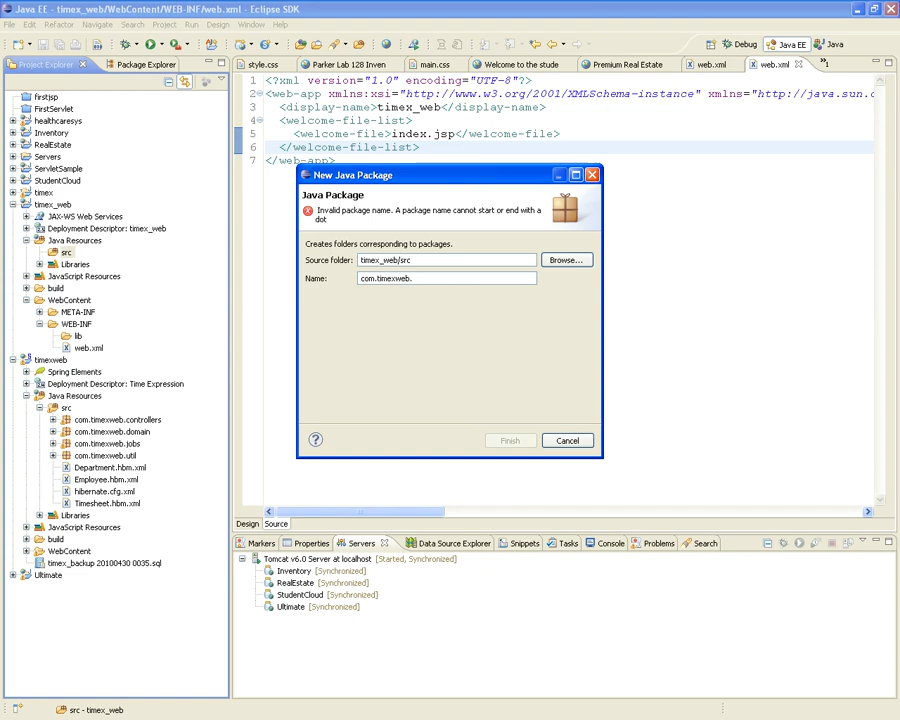 Java EE - timex_web/WebContent/WEB-INF/web.xml - Eclipse SDK
File Edit Refactor Navigate Search Project Run Design Window Help
Debug Java EE Java
Project Explorer Package Explorer
style.css Parker Lab 128 Inven main.css Welcome to the stude Premium Real Estate web.xml web.xml »1
firstjsp
FirstServlet
healthcaresys
Inventory
RealEstate
Servers
ServletSample
StudentCloud
timex
timex_web
JAX-WS Web Services
Deployment Descriptor: timex_web
Java Resources
src
Libraries
JavaScript Resources
build
WebContent
META-INF
WEB-INF
lib
web.xml
timexweb
Spring Elements
Deployment Descriptor: Time Expression
Java Resources
src
com.timexweb.controllers
com.timexweb.domain
com.timexweb.jobs
com.timexweb.util
Department.hbm.xml
Employee.hbm.xml
hibernate.cfg.xml
Timesheet.hbm.xml
Libraries
JavaScript Resources
build
WebContent
timex_backup 20100430 0035.sql
Ultimate
1 <?xml version="1.0" encoding="UTF-8"?>
2 <web-app xmlns:xsi="http://www.w3.org/2001/XMLSchema-instance" xmlns="http://java.sun.c
3 <display-name>timex_web</display-name>
4 <welcome-file-list>
5 <welcome-file>index.jsp</welcome-file>
6 </welcome-file-list>
7 </web-app>
New Java Package
Java Package
Invalid package name. A package name cannot start or end with a
dot
Creates folders corresponding to packages.
Source folder: timex_web/src Browse...
Name: com.timexweb.
? Finish Cancel
Design Source
Markers Properties Servers Data Source Explorer Snippets Tasks Console Problems Search
Tomcat v6.0 Server at localhost [Started, Synchronized]
Inventory [Synchronized]
RealEstate [Synchronized]
StudentCloud [Synchronized]
Ultimate [Synchronized]
src - timex_web